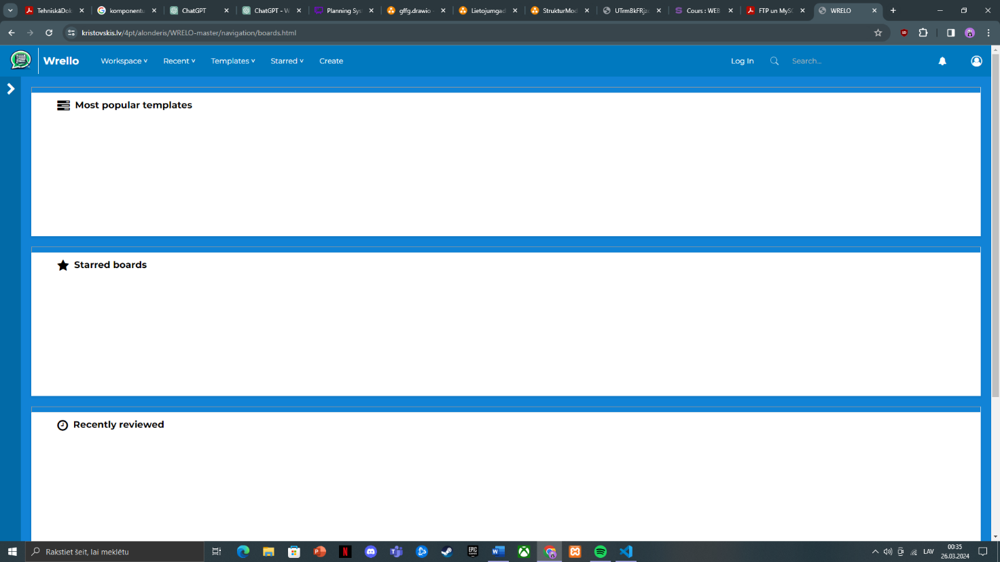 TehniskāDok
komponentu
ChatGPT
ChatGPT - W
Planning Sys
gffg.drawio -
Lietojumgad
StrukturMod
UTrmBkFRjzc
Cours : WEB
FTP un MySQ
WRELO
kristovskis.lv/4pt/alonderis/WRELO-master/navigation/boards.html
Wrello
Workspace
Recent
Templates
Starred
Create
Log In
Search...
Most popular templates
Starred boards
Recently reviewed
Rakstiet šeit, lai meklētu
LAV
00:35
26.03.2024